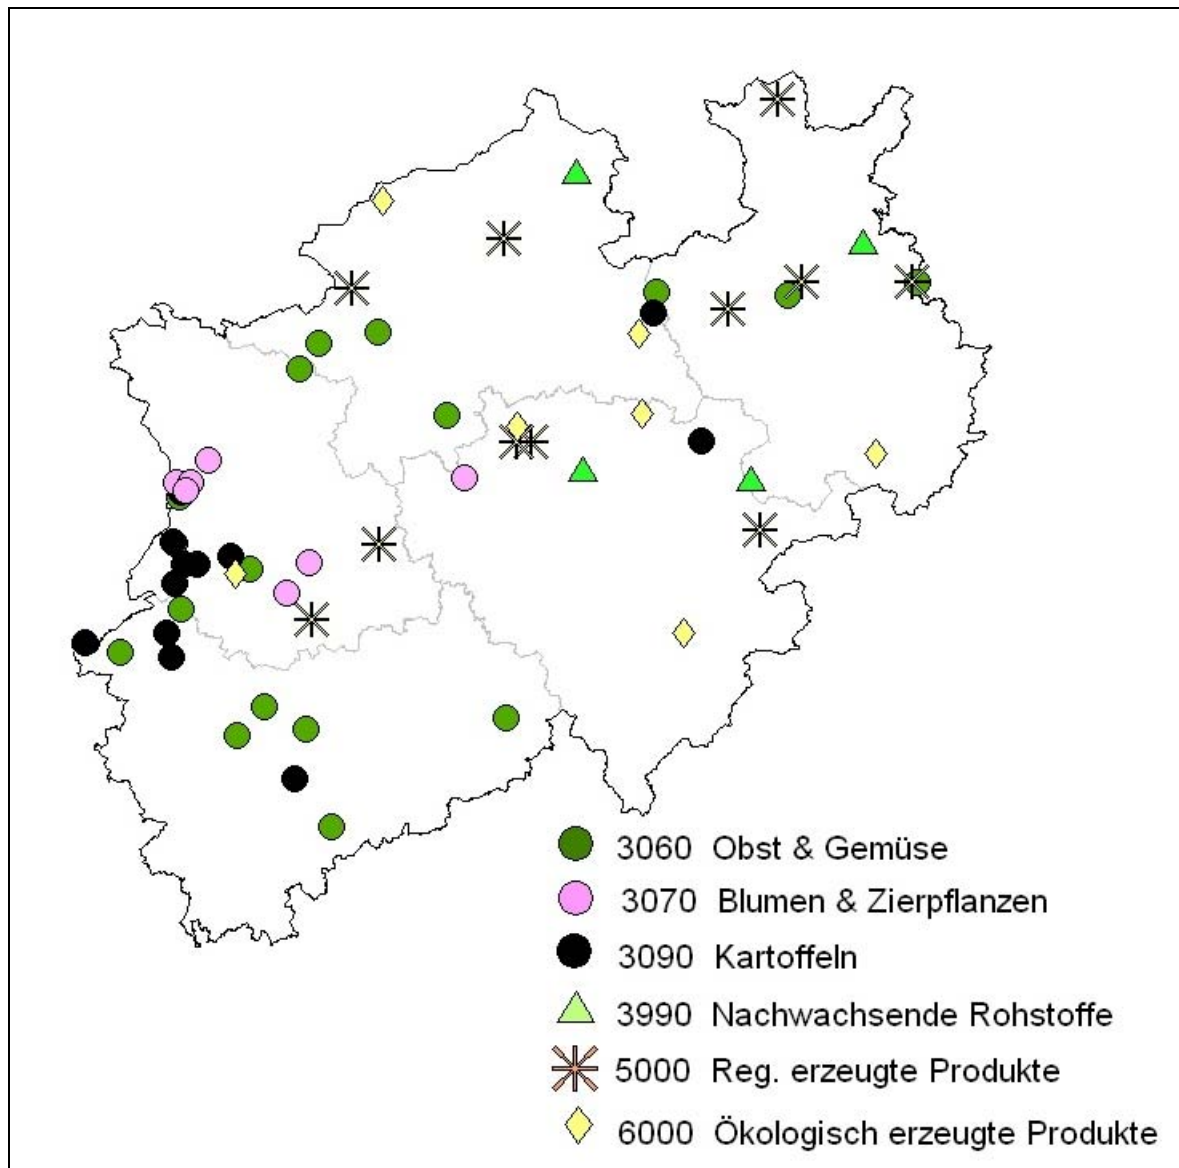 3060 Obst & Gemüse
3070 Blumen & Zierpflanzen
3090 Kartoffeln
3990 Nachwachsende Rohstoffe
5000 Reg. erzeugte Produkte
6000 Ökologisch erzeugte Produkte